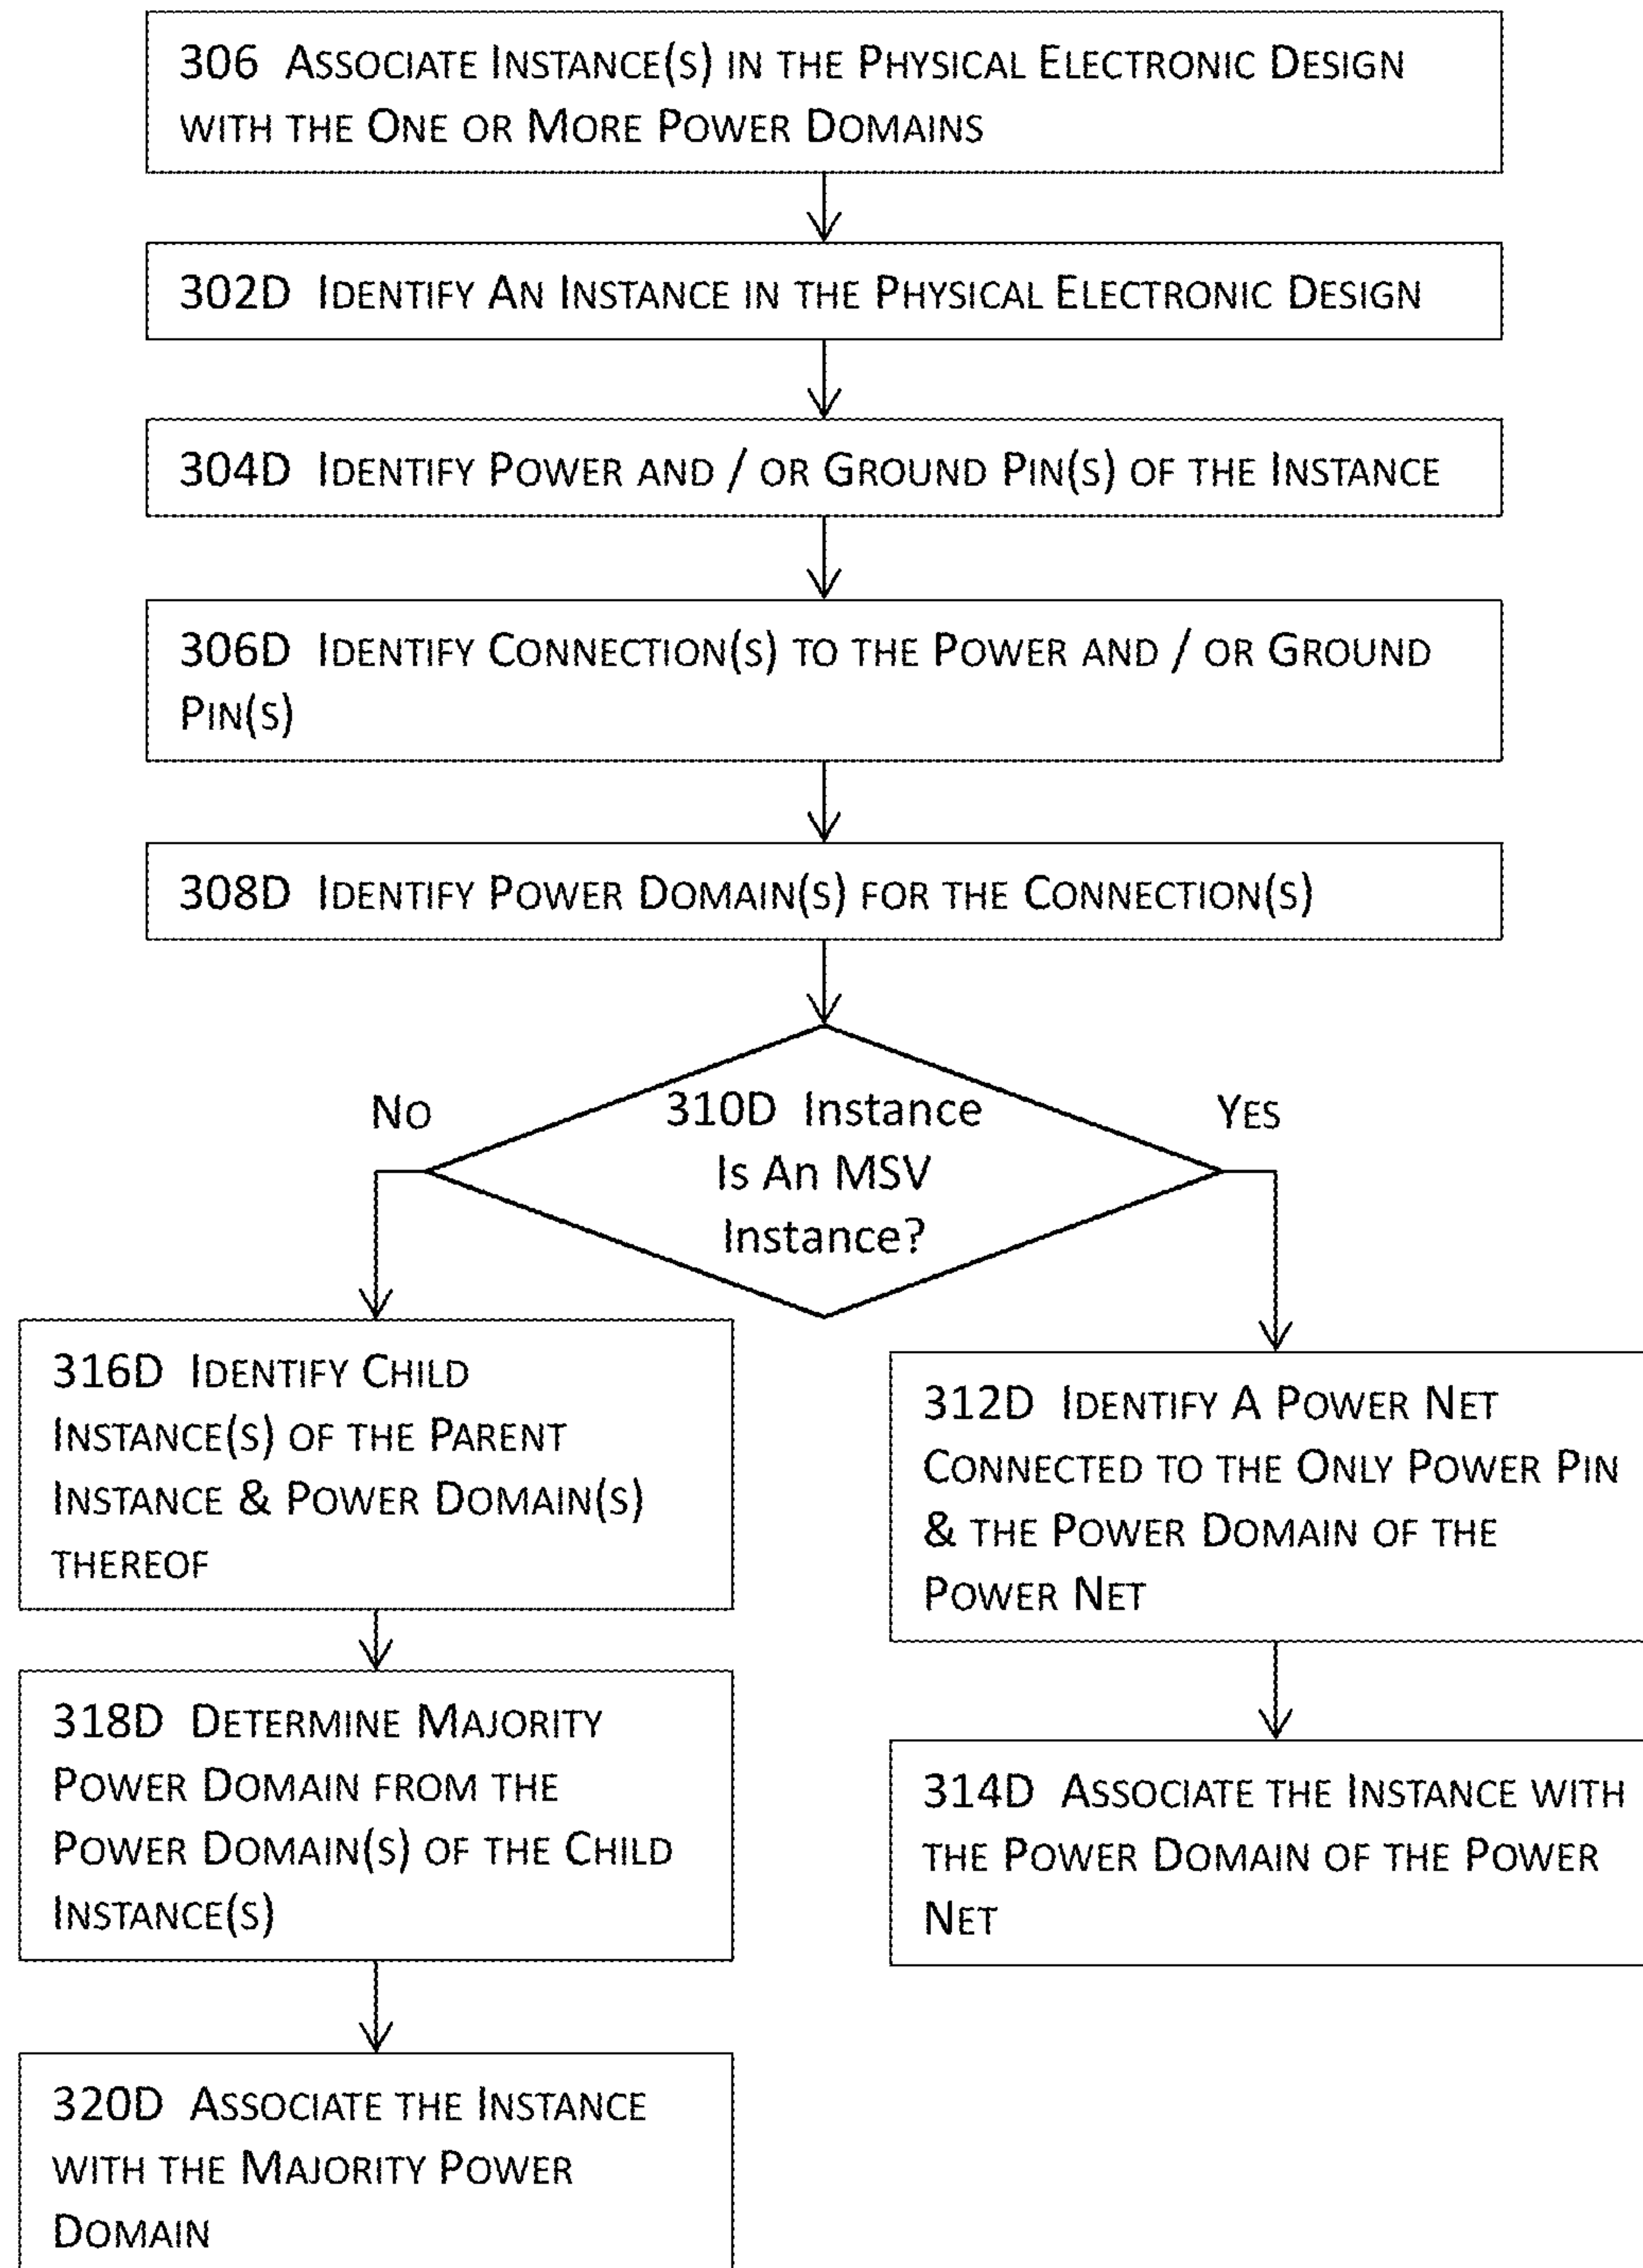 306 Associate Instance(s) in the Physical Electronic Design
with the One or More Power Domains
302D Identify An Instance in the Physical Electronic Design
304D Identify Power and / or Ground Pin(s) of the Instance
306D Identify Connection(s) to the Power and / or Ground
Pin(s)
308D Identify Power Domain(s) for the Connection(s)
310D Instance
Is An MSV
Instance?
No
Yes
316D Identify Child
Instance(s) of the Parent
Instance & Power Domain(s)
thereof
318D Determine Majority
Power Domain from the
Power Domain(s) of the Child
Instance(s)
320D Associate the Instance
with the Majority Power
Domain
312D Identify A Power Net
Connected to the Only Power Pin
& the Power Domain of the
Power Net
314D Associate the Instance with
the Power Domain of the Power
Net